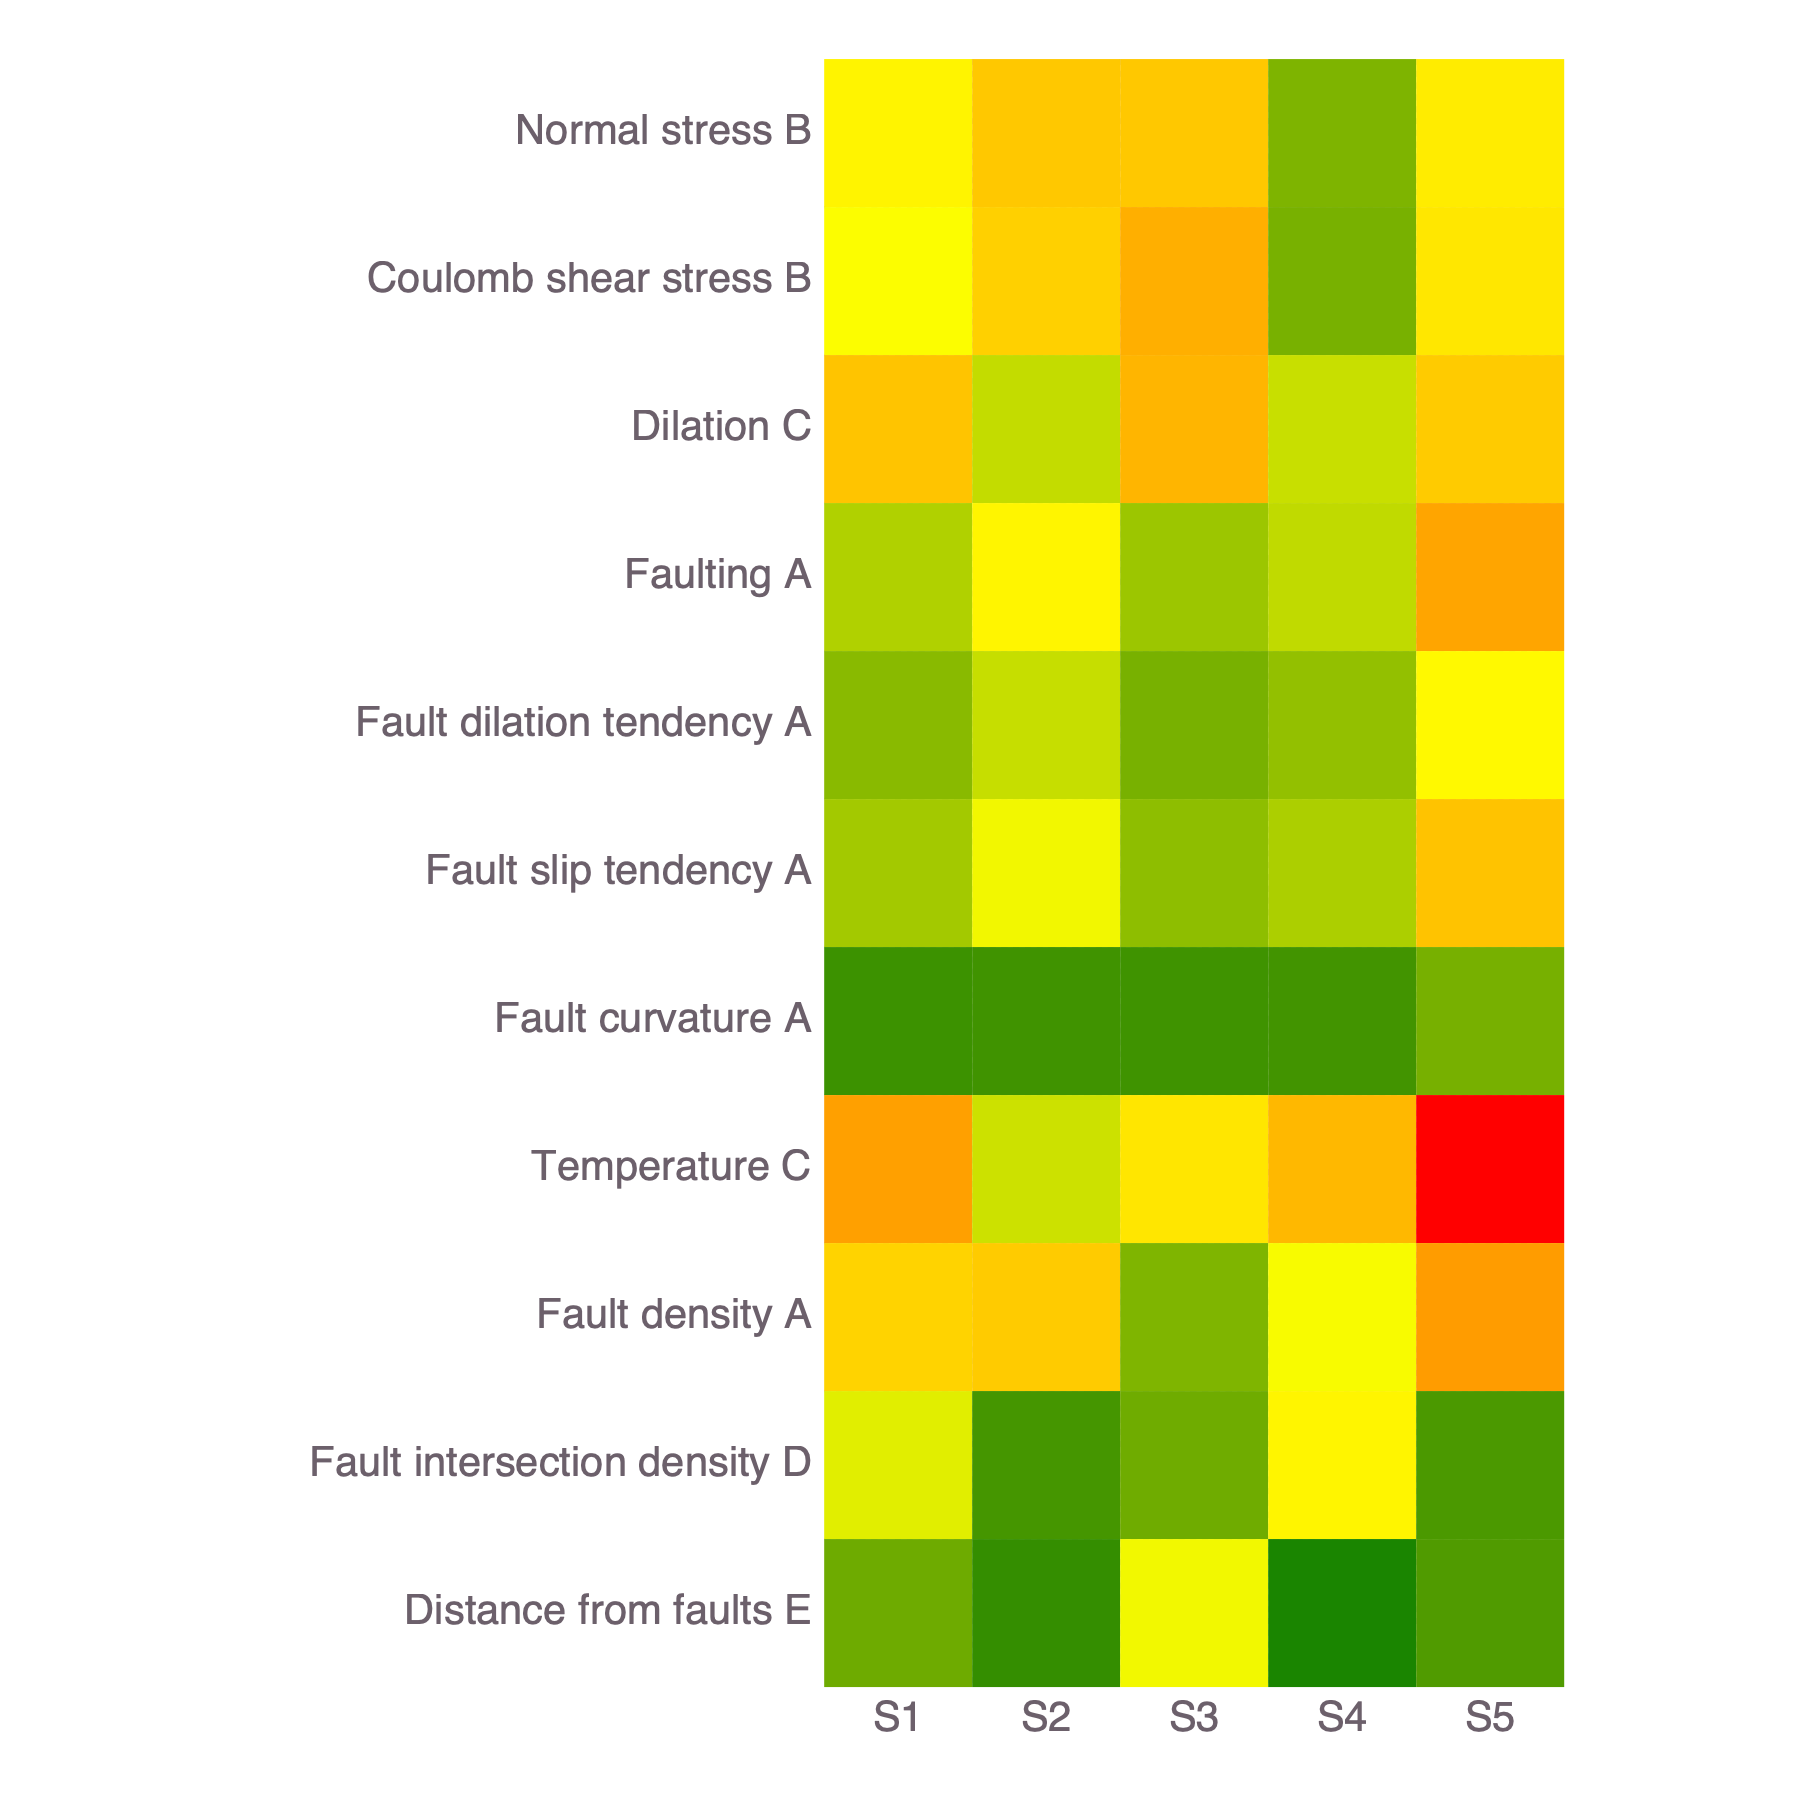 Normal stress B
Coulomb shear stress B
Dilation C
Faulting A
Fault dilation tendency A
Fault slip tendency A
Fault curvature A
Temperature C
Fault density A
Fault intersection density D
Distance from faults E
S1 S2 S3 S4 S5